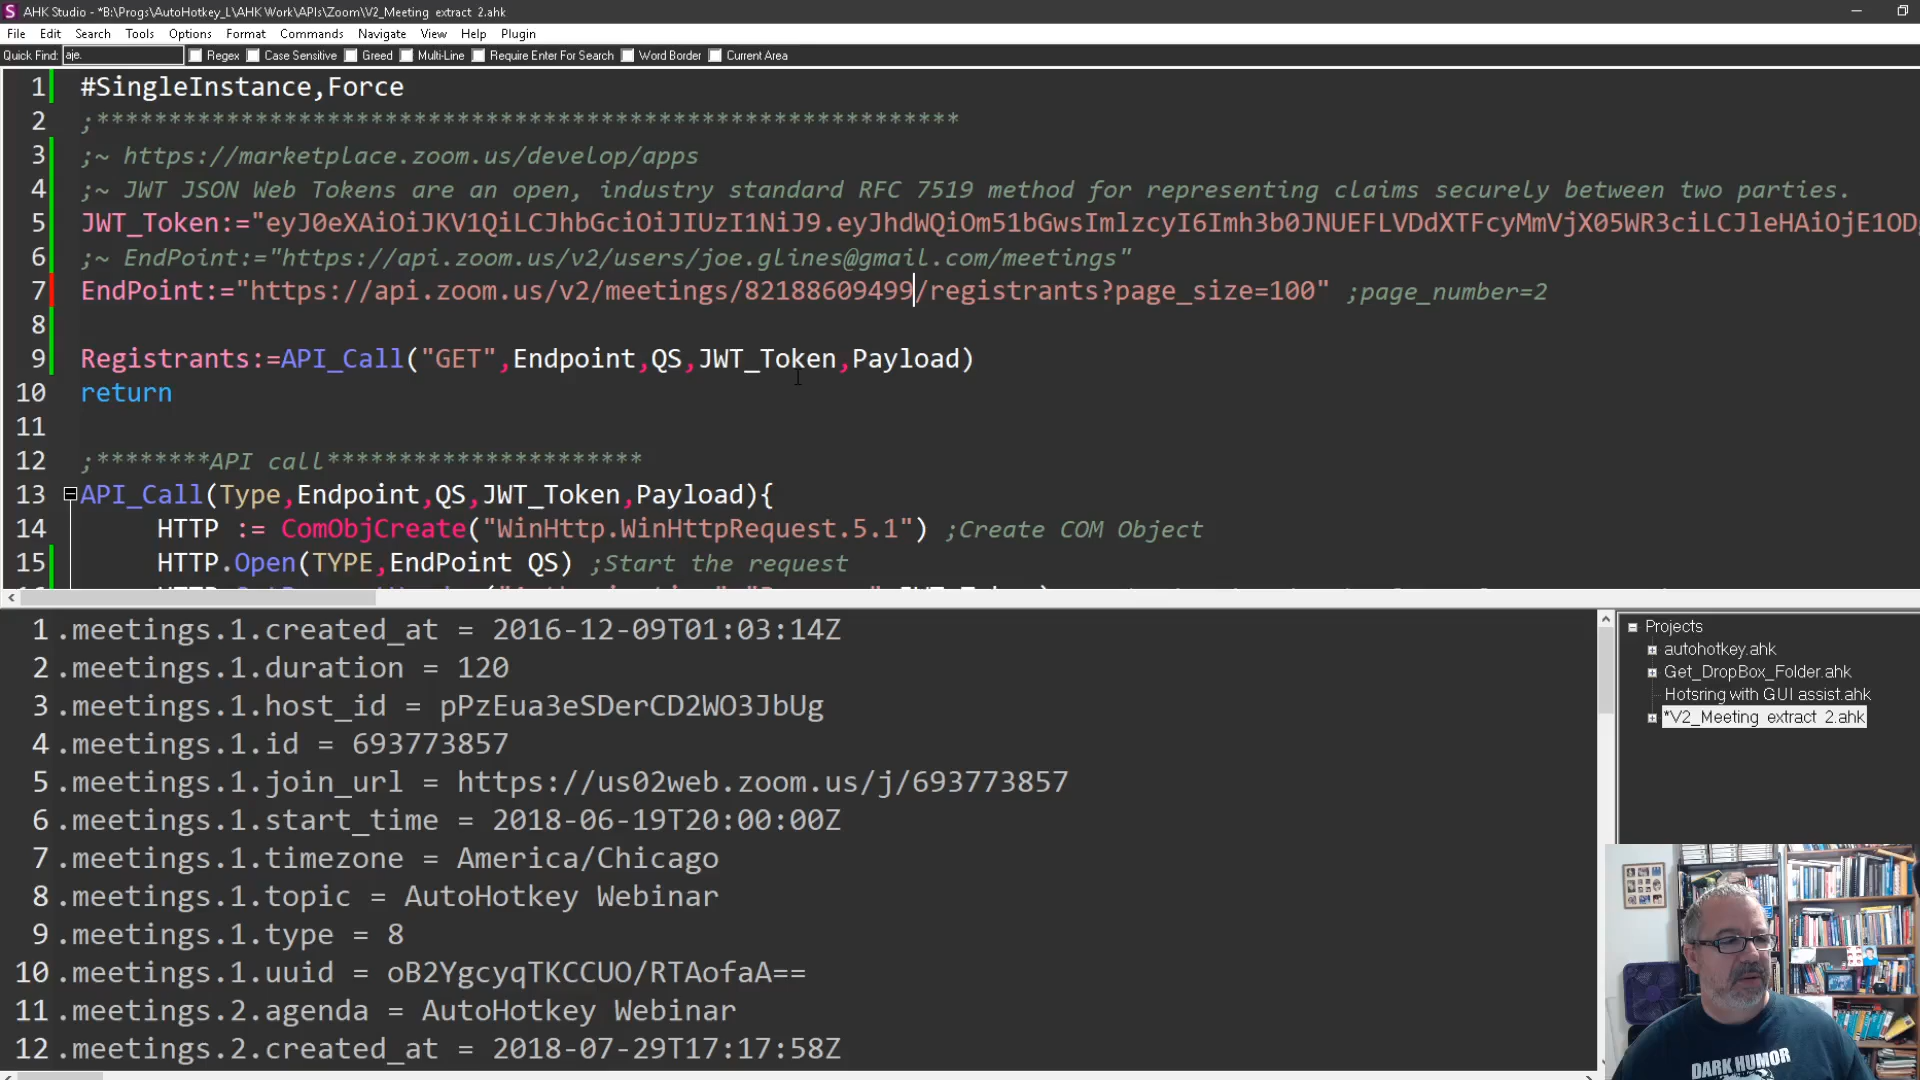 AHK Studio - *B:\Progs\AutoHotkey_L\AHK Work\APIs\Zoom\V2_Meeting extract 2.ahk
File Edit Search Tools Options Format Commands Navigate View Help Plugin
Quick Find: aje. Regex Case Sensitive Greed Multi-Line Require Enter For Search Word Border Current Area
1 #SingleInstance,Force
2 ;************************************************************
3 ;~ https://marketplace.zoom.us/develop/apps
4 ;~ JWT JSON Web Tokens are an open, industry standard RFC 7519 method for representing claims securely between two parties.
5 JWT_Token:="eyJ0eXAiOiJKV1QiLCJhbGciOiJIUzI1NiJ9.eyJhdWQiOm51bGwsImlzcyI6Imh3b0JNUEFLVDdXTFcyMmVjX05WR3ciLCJleHAiOjE1OD
6 ;~ EndPoint:="https://api.zoom.us/v2/users/joe.glines@gmail.com/meetings"
7 EndPoint:="https://api.zoom.us/v2/meetings/82188609499/registrants?page_size=100" ;page_number=2
8
9 Registrants:=API_Call("GET",Endpoint,QS,JWT_Token,Payload)
10 return
11
12 ;********API call**********************
13 API_Call(Type,Endpoint,QS,JWT_Token,Payload){
14 HTTP := ComObjCreate("WinHttp.WinHttpRequest.5.1") ;Create COM Object
15 HTTP.Open(TYPE,EndPoint QS) ;Start the request
1 .meetings.1.created_at = 2016-12-09T01:03:14Z
2 .meetings.1.duration = 120
3 .meetings.1.host_id = pPzEua3eSDerCD2WO3JbUg
4 .meetings.1.id = 693773857
5 .meetings.1.join_url = https://us02web.zoom.us/j/693773857
6 .meetings.1.start_time = 2018-06-19T20:00:00Z
7 .meetings.1.timezone = America/Chicago
8 .meetings.1.topic = AutoHotkey Webinar
9 .meetings.1.type = 8
10 .meetings.1.uuid = oB2YgcyqTKCCUO/RTAofaA==
11 .meetings.2.agenda = AutoHotkey Webinar
12 .meetings.2.created_at = 2018-07-29T17:17:58Z
Projects
autohotkey.ahk
Get_DropBox_Folder.ahk
Hotsring with GUI assist.ahk
*V2_Meeting extract 2.ahk
DARK HUMOR